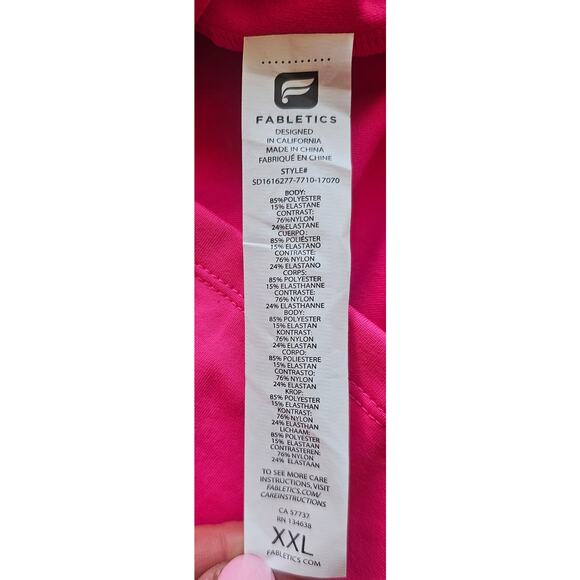 FABLETICS
DESIGNED
IN CALIFORNIA
MADE IN CHINA
FABRIQUÉ EN CHINE
STYLE#
SD1616277-7710-17070
BODY:
85%POLYESTER
15% ELASTANE
CONTRAST:
76%NYLON
24%ELASTANE
CUERPO:
85% POLIÉSTER
15% ELASTANO
CONTRASTE:
76% NYLON
24% ELASTANO
CORPS:
85% POLYESTER
15% ELASTHANNE
CONTRASTE:
76% NYLON
24% ELASTHANNE
BODY:
85% POLYESTER
15% ELASTAN
KONTRAST:
76% NYLON
24% ELASTAN
CORPO:
85% POLIESTERE
15% ELASTAN
CONTRASTO:
76% NYLON
24% ELASTAN
KROP:
85% POLYESTER
15% ELASTHAN
KONTRAST:
76% NYLON
24% ELASTHAN
LICHAAM:
85% POLYESTER
15% ELASTAAN
CONTRASTEREN:
76% NYLON
24% ELASTAAN
TO SEE MORE CARE
INSTRUCTIONS, VISIT
FABLETICS.COM/
CAREINSTRUCTIONS
CA 57737
RN 134638
XXL
FABLETICS COM